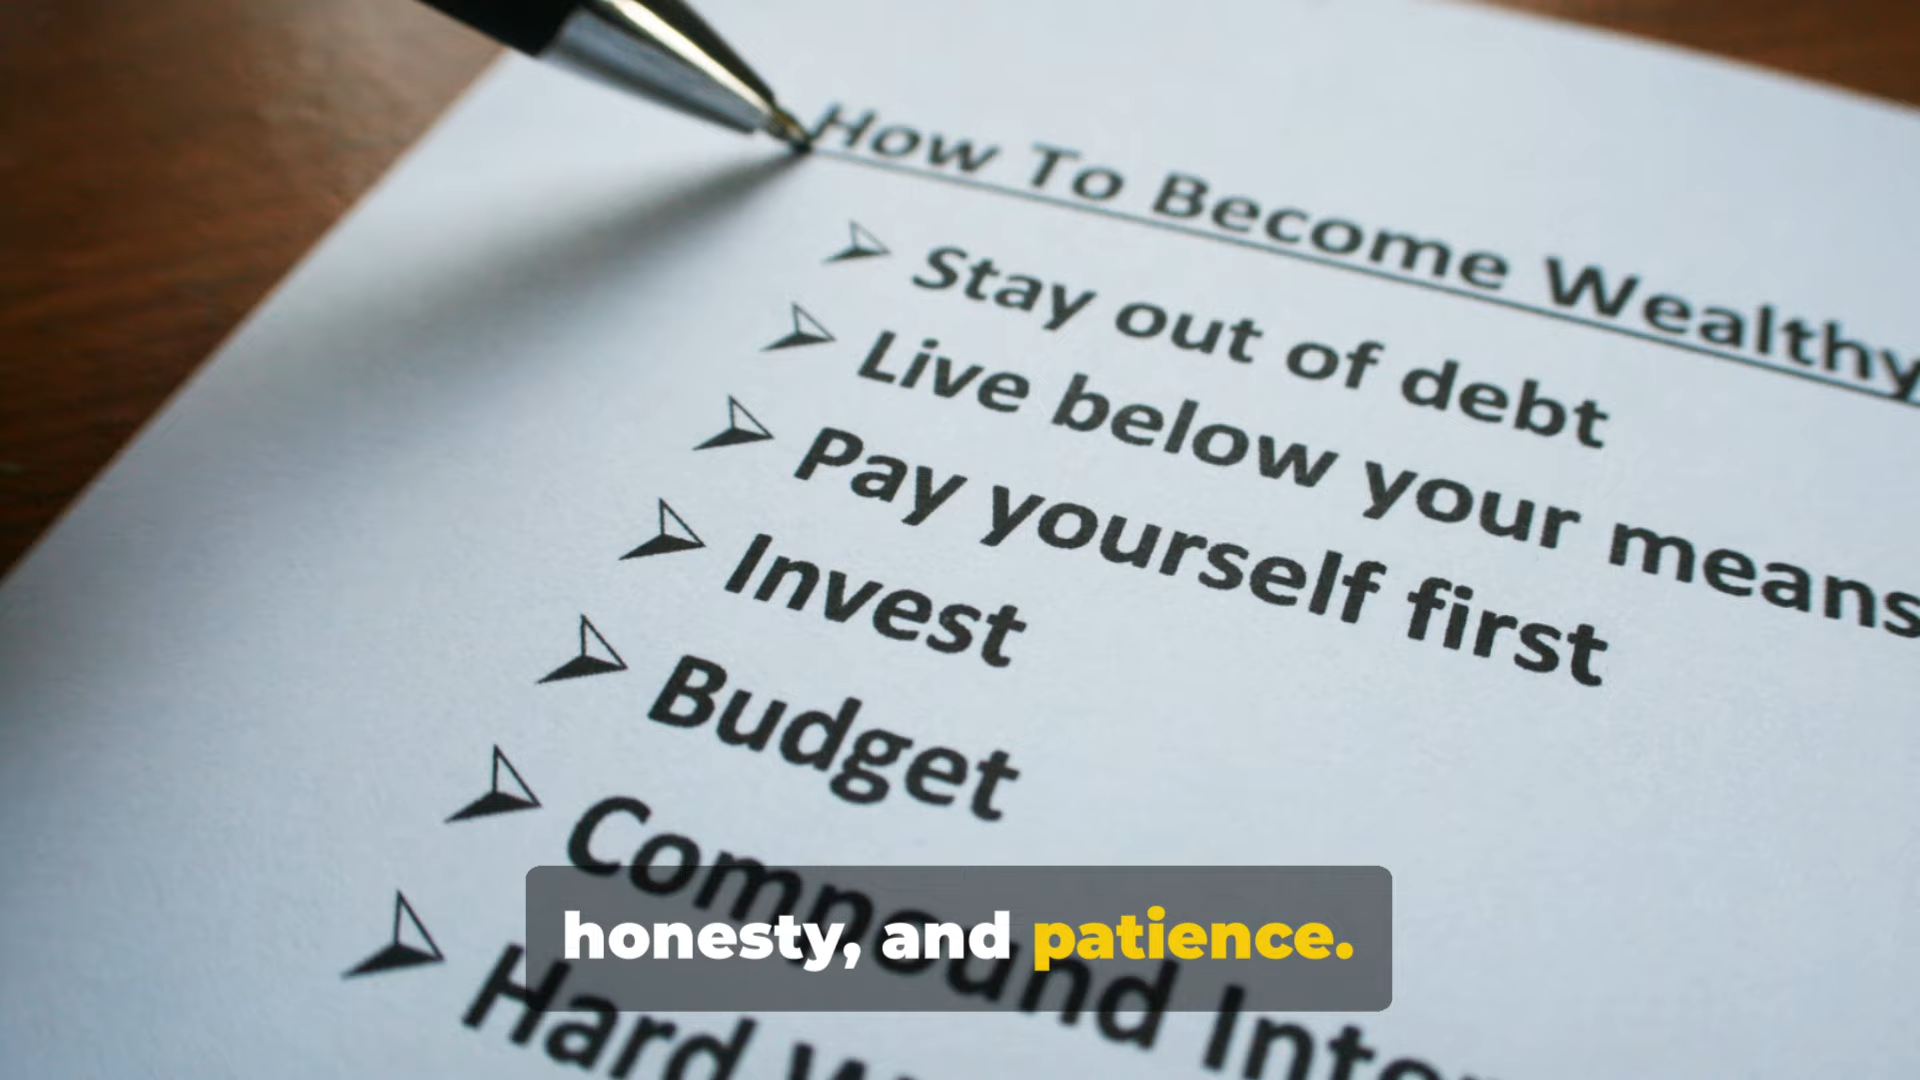 How To Become Wealthy
Stay out of debt
Live below your means
Pay yourself first
Invest
Budget
Compound
Hard
honesty, and patience.